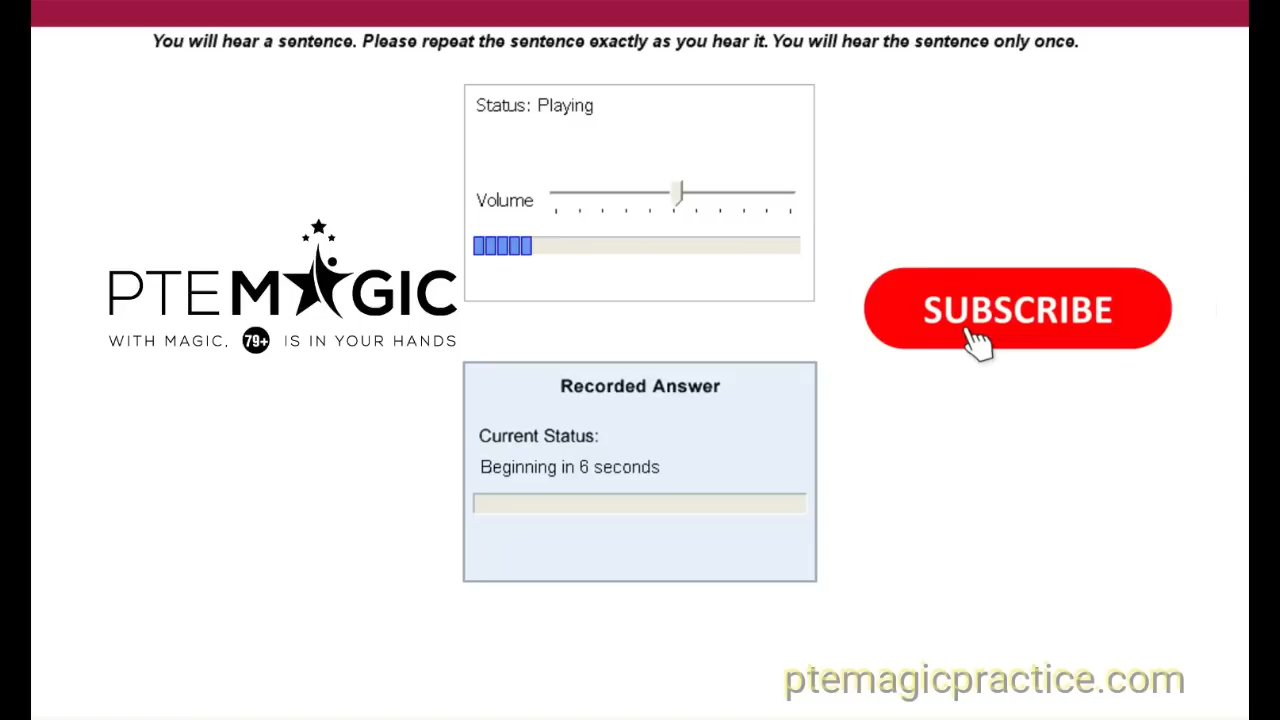 You will hear a sentence. Please repeat the sentence exactly as you hear it. You will hear the sentence only once.
Status: Playing
Volume
PTEMAGIC
WITH MAGIC, 79+ IS IN YOUR HANDS
SUBSCRIBE
Recorded Answer
Current Status:
Beginning in 6 seconds
ptemagicpractice.com